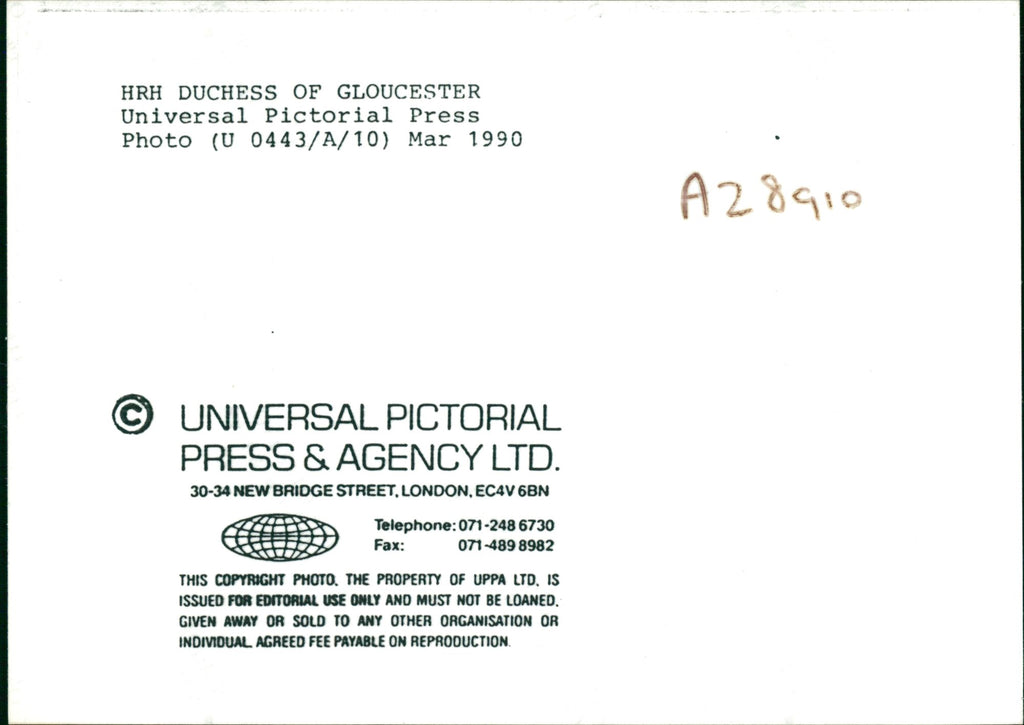 HRH DUCHESS OF GLOUCESTER
Universal Pictorial Press
Photo (U 0443/A/10) Mar 1990
A28910
© UNIVERSAL PICTORIAL
PRESS & AGENCY LTD.
30-34 NEW BRIDGE STREET, LONDON, EC4V 6BN
Telephone: 071-248 6730
Fax: 071-489 8982
THIS COPYRIGHT PHOTO, THE PROPERTY OF UPPA LTD, IS
ISSUED FOR EDITORIAL USE ONLY AND MUST NOT BE LOANED,
GIVEN AWAY OR SOLD TO ANY OTHER ORGANISATION OR
INDIVIDUAL. AGREED FEE PAYABLE ON REPRODUCTION.